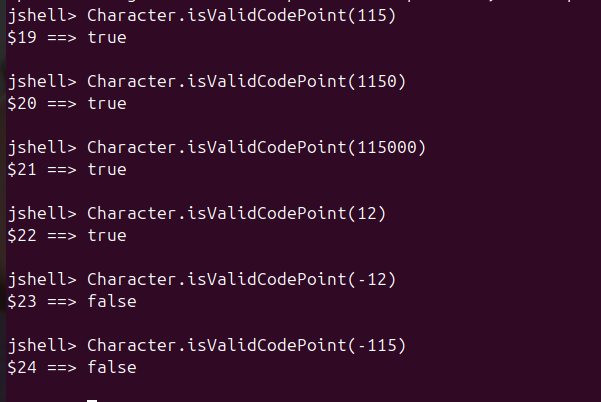 jshell> Character.isValidCodePoint(115)
$19 ==> true
jshell> Character.isValidCodePoint(1150)
$20 ==> true
jshell> Character.isValidCodePoint(115000)
$21 ==> true
jshell> Character.isValidCodePoint(12)
$22 ==> true
jshell> Character.isValidCodePoint(-12)
$23 ==> false
jshell> Character.isValidCodePoint(-115)
$24 ==> false